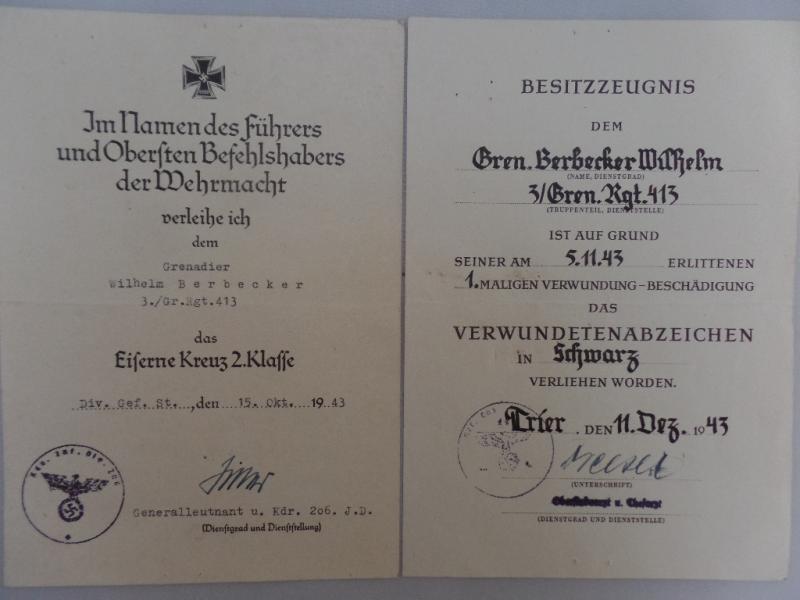 Im Namen des Führers
und Obersten Befehlshabers
der Wehrmacht
verleihe ich
dem
Grenadier
Wilhelm Berbecker
3./Gr.Rgt.413
das
Eiserne Kreuz 2.Klasse
Div. Gef. St. , den 15. Okt. 1943
Generalleutnant u. Kdr. 206. J.D.
(Dienstgrad und Dienststellung)
BESITZZEUGNIS
DEM
Gren. Berbecker Wilhelm
(NAME, DIENSTGRAD)
3/Gren. Rgt. 413
(TRUPPENTEIL, DIENSTSTELLE)
IST AUF GRUND
SEINER AM 5.11.43 ERLITTENEN
1.MALIGEN VERWUNDUNG-BESCHÄDIGUNG
DAS
VERWUNDETENABZEICHEN
IN Schwarz
VERLIEHEN WORDEN.
Trier . DEN 11. Dez. 1943
(UNTERSCHRIFT)
Oberstabsarzt u. Chefarzt
(DIENSTGRAD UND DIENSTSTELLE)